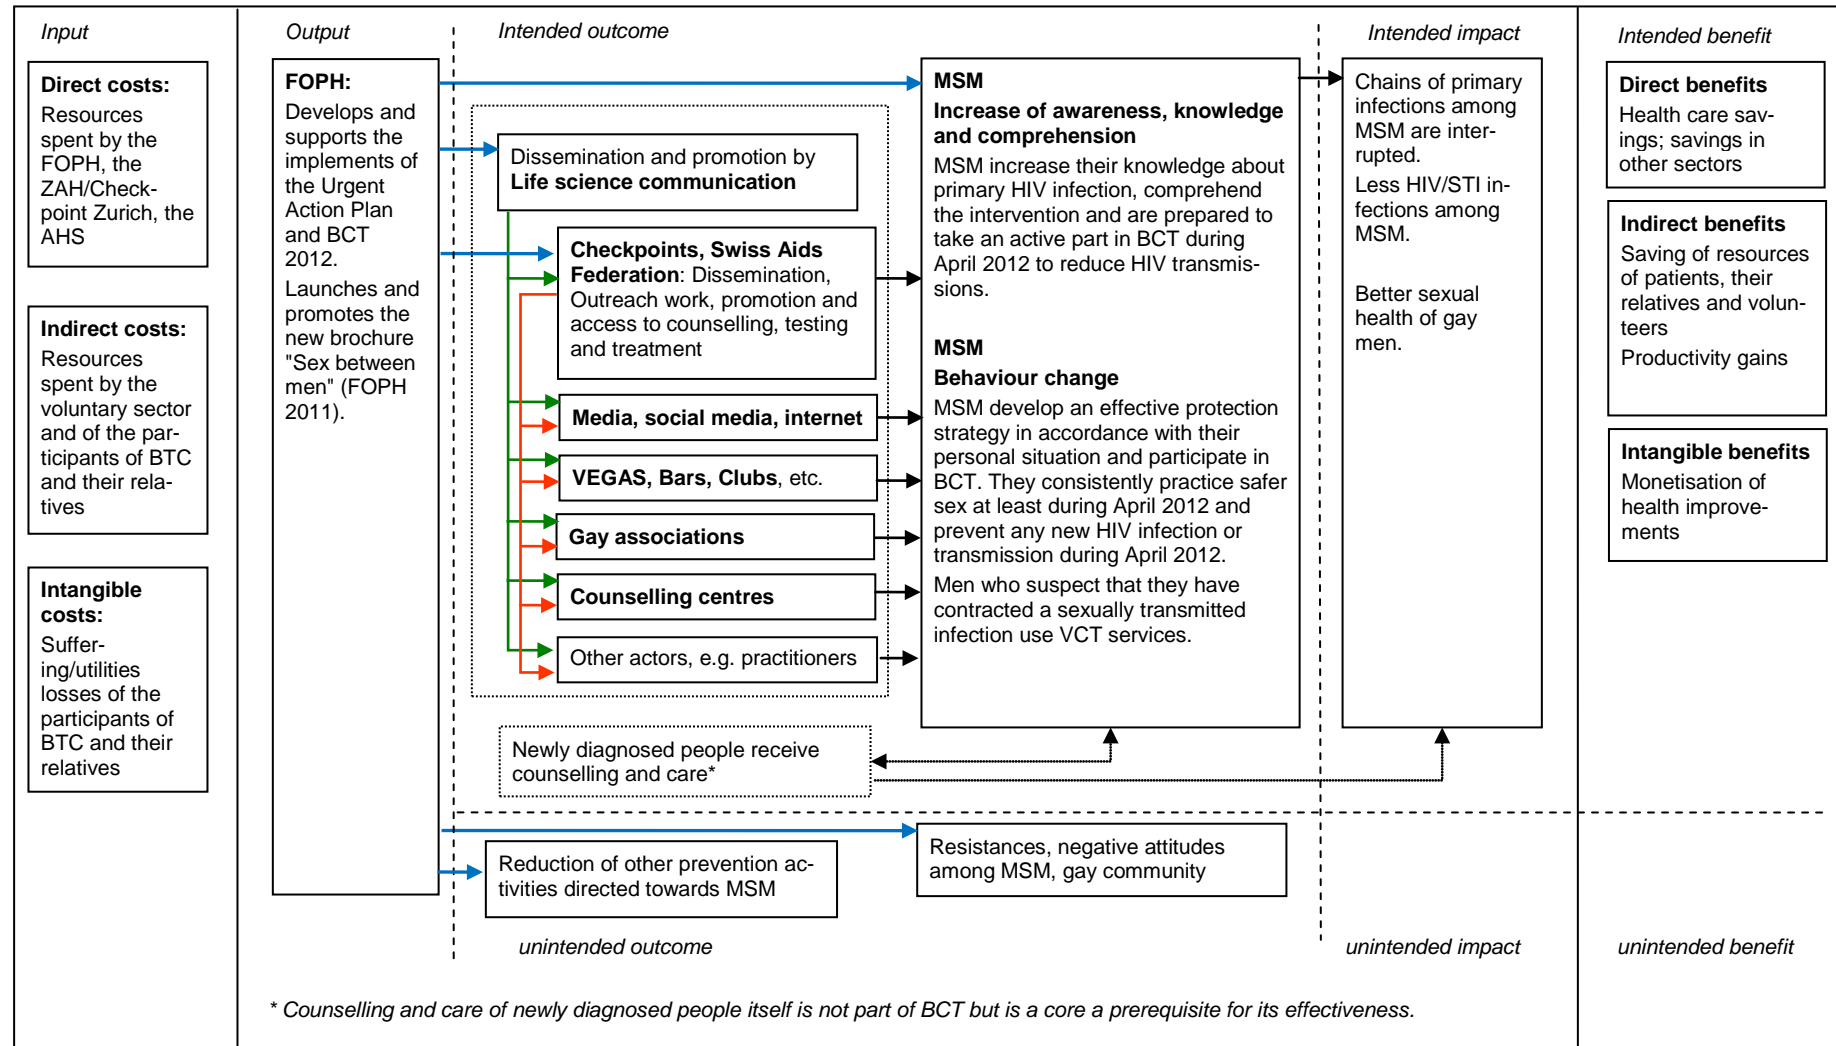 Input
Direct costs:
Resources
spent by the
FOPH, the
ZAH/Check-
point Zurich, the
AHS
Indirect costs:
Resources
spent by the
voluntary sector
and of the par-
ticipants of BTC
and their rela-
tives
Intangible
costs:
Suffer-
ing/utilities
losses of the
participants of
BTC and their
relatives
Output
FOPH:
Develops and
supports the
implements of
the Urgent
Action Plan
and BCT
2012.
Launches and
promotes the
new brochure
"Sex between
men" (FOPH
2011).
Intended outcome
Dissemination and promotion by
Life science communication
Checkpoints, Swiss Aids
Federation: Dissemination,
Outreach work, promotion and
access to counselling, testing
and treatment
Media, social media, internet
VEGAS, Bars, Clubs, etc.
Gay associations
Counselling centres
Other actors, e.g. practitioners
Newly diagnosed people receive
counselling and care*
MSM
Increase of awareness, knowledge
and comprehension
MSM increase their knowledge about
primary HIV infection, comprehend
the intervention and are prepared to
take an active part in BCT during
April 2012 to reduce HIV transmis-
sions.
MSM
Behaviour change
MSM develop an effective protection
strategy in accordance with their
personal situation and participate in
BCT. They consistently practice safer
sex at least during April 2012 and
prevent any new HIV infection or
transmission during April 2012.
Men who suspect that they have
contracted a sexually transmitted
infection use VCT services.
Intended impact
Chains of primary
infections among
MSM are inter-
rupted.
Less HIV/STI in-
fections among
MSM.
Better sexual
health of gay
men.
Intended benefit
Direct benefits
Health care sav-
ings; savings in
other sectors
Indirect benefits
Saving of resources
of patients, their
relatives and volun-
teers
Productivity gains
Intangible benefits
Monetisation of
health improve-
ments
Reduction of other prevention ac-
tivities directed towards MSM
Resistances, negative attitudes
among MSM, gay community
unintended outcome
unintended impact
unintended benefit
* Counselling and care of newly diagnosed people itself is not part of BCT but is a core a prerequisite for its effectiveness.